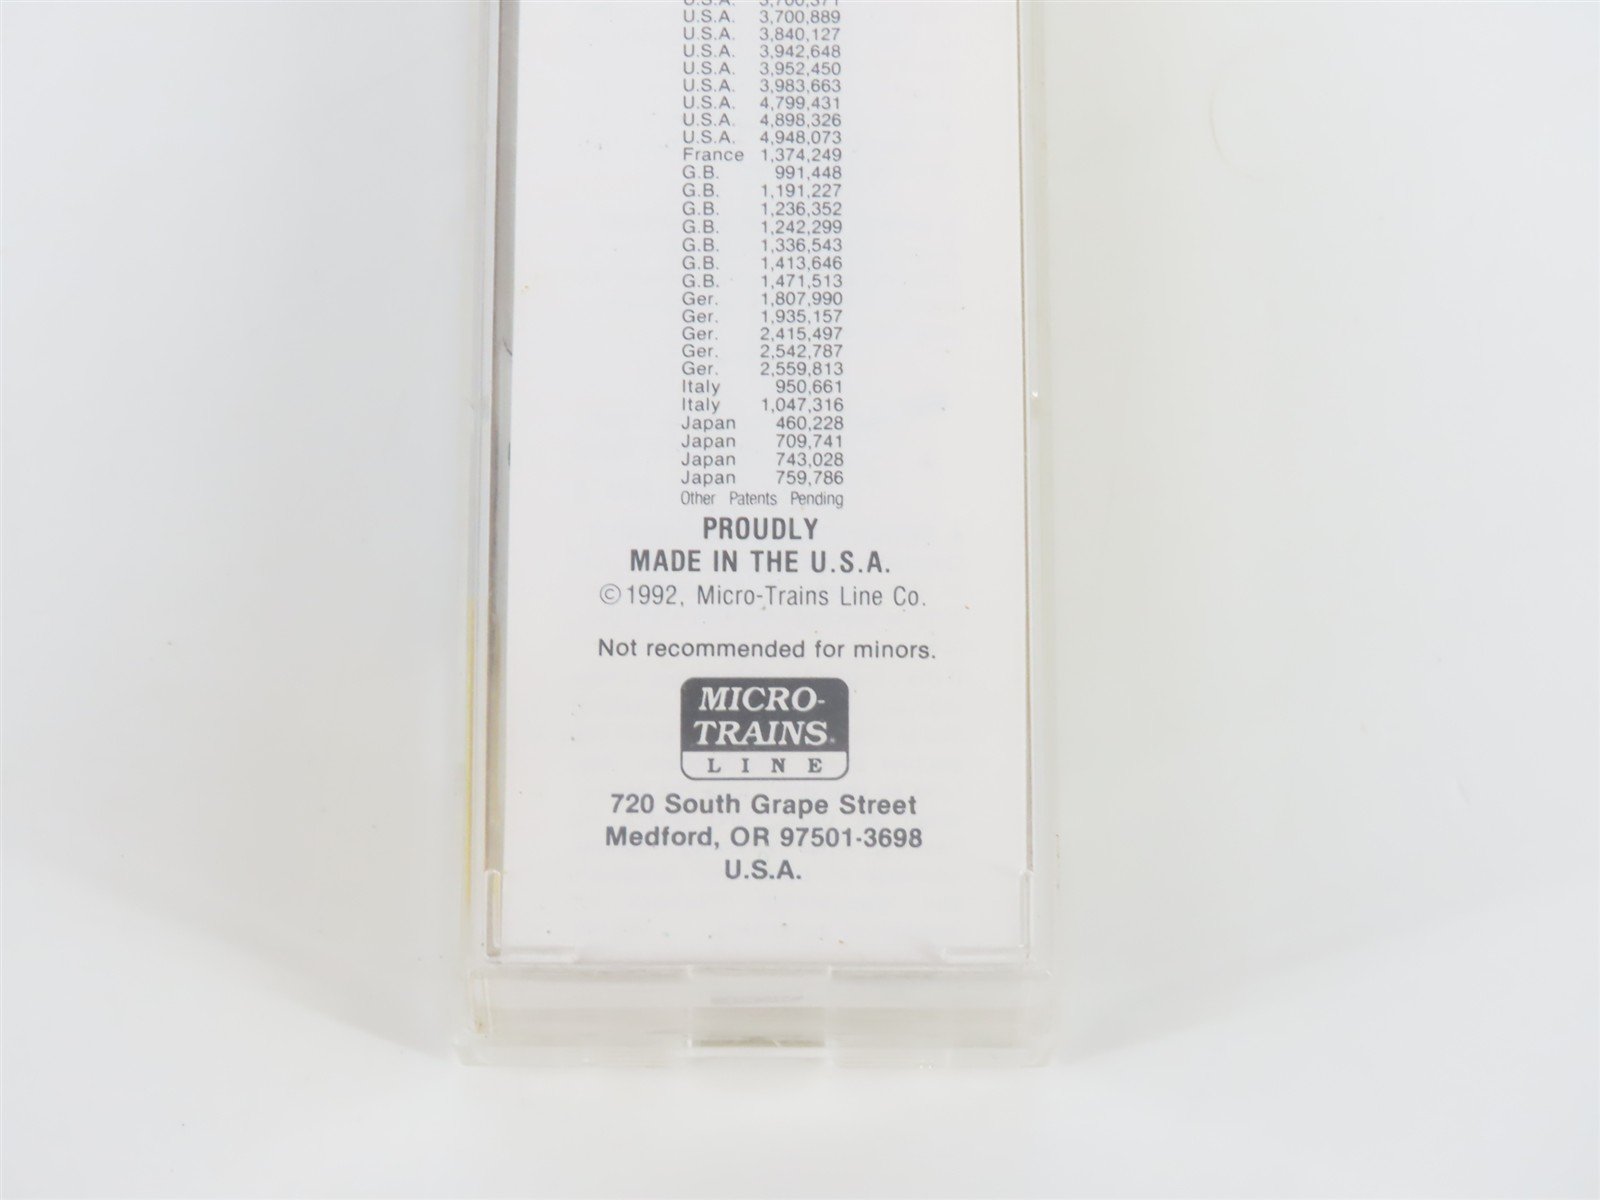 U.S.A. 3,700,371
U.S.A. 3,700,889
U.S.A. 3,840,127
U.S.A. 3,942,648
U.S.A. 3,952,450
U.S.A. 3,983,663
U.S.A. 4,799,431
U.S.A. 4,898,326
U.S.A. 4,948,073
France 1,374,249
G.B. 991,448
G.B. 1,191,227
G.B. 1,236,352
G.B. 1,242,299
G.B. 1,336,543
G.B. 1,413,646
G.B. 1,471,513
Ger. 1,807,990
Ger. 1,935,157
Ger. 2,415,497
Ger. 2,542,787
Ger. 2,559,813
Italy 950,661
Italy 1,047,316
Japan 460,228
Japan 709,741
Japan 743,028
Japan 759,786
Other Patents Pending
PROUDLY
MADE IN THE U.S.A.
©1992, Micro-Trains Line Co.
Not recommended for minors.
MICRO-
TRAINS
LINE
720 South Grape Street
Medford, OR 97501-3698
U.S.A.